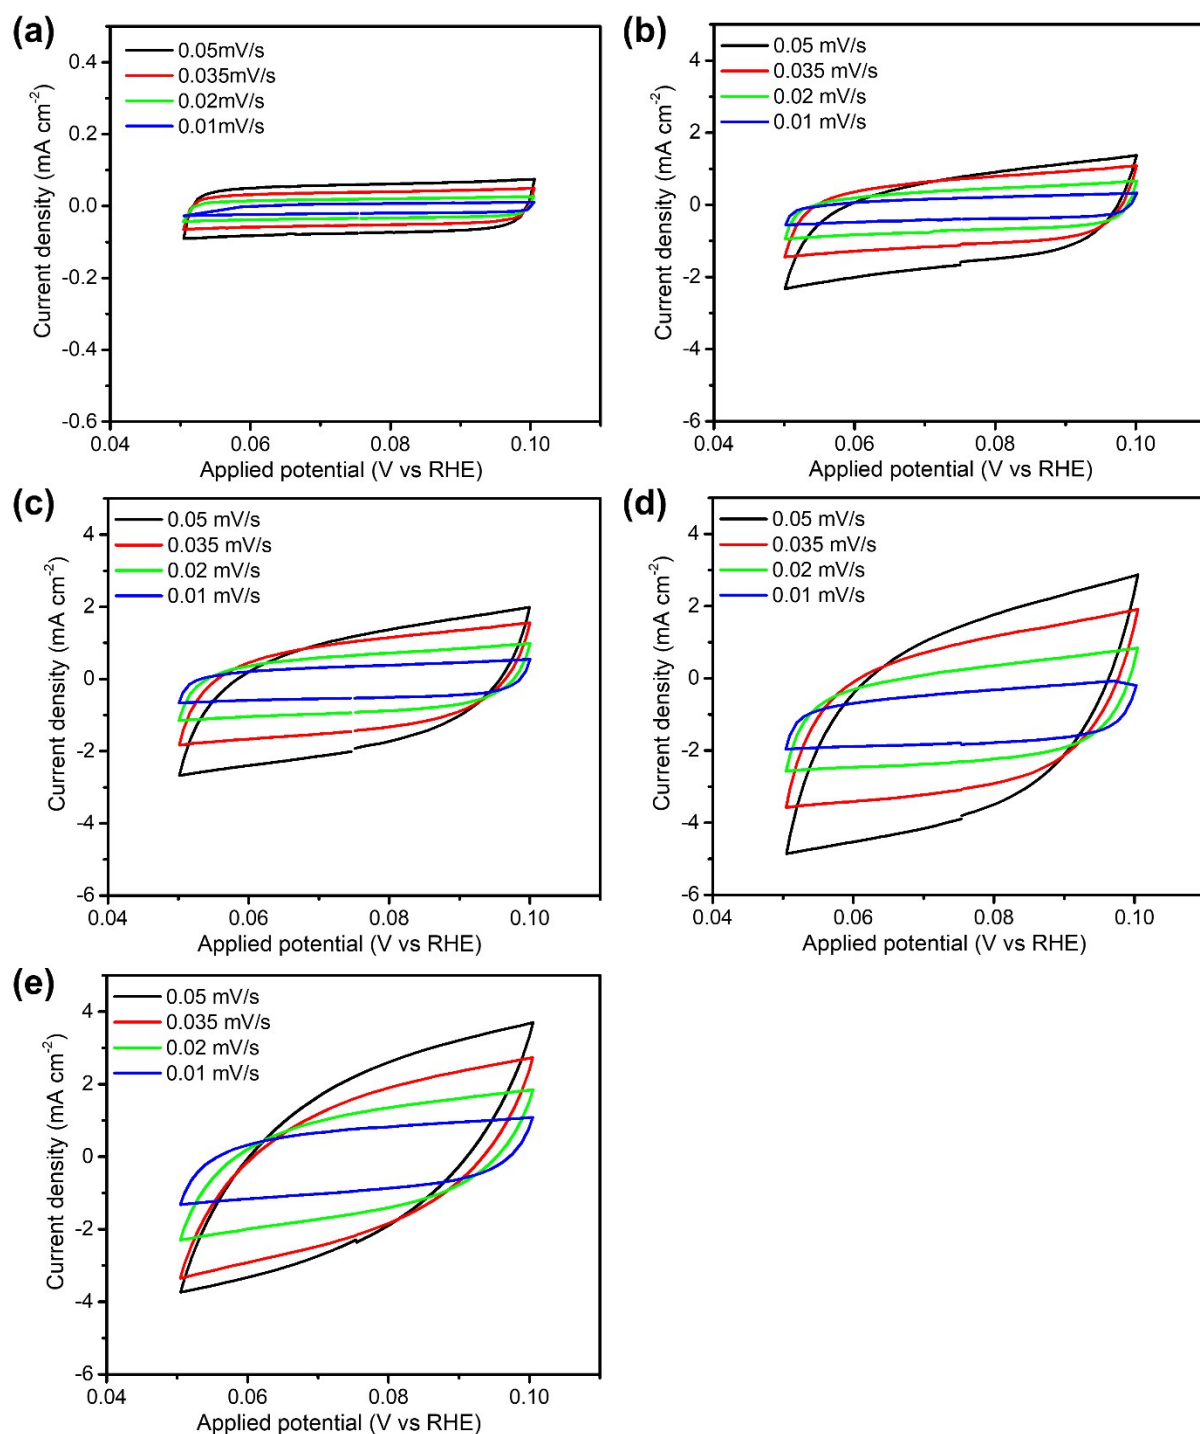 (a)
0.05mV/s
0.035mV/s
0.02mV/s
0.01mV/s
0.4
0.2
0.0
-0.2
-0.4
-0.6
Current density (mA cm-2)
0.04 0.06 0.08 0.10
Applied potential (V vs RHE)
(b)
0.05 mV/s
0.035 mV/s
0.02 mV/s
0.01 mV/s
4
2
0
-2
-4
-6
Current density (mA cm-2)
0.04 0.06 0.08 0.10
Applied potential (V vs RHE)
(c)
0.05 mV/s
0.035 mV/s
0.02 mV/s
0.01 mV/s
4
2
0
-2
-4
-6
Current density (mA cm-2)
0.04 0.06 0.08 0.10
Applied potential (V vs RHE)
(d)
0.05 mV/s
0.035 mV/s
0.02 mV/s
0.01 mV/s
4
2
0
-2
-4
-6
Current density (mA cm-2)
0.04 0.06 0.08 0.10
Applied potential (V vs RHE)
(e)
0.05 mV/s
0.035 mV/s
0.02 mV/s
0.01 mV/s
4
2
0
-2
-4
-6
Current density (mA cm-2)
0.04 0.06 0.08 0.10
Applied potential (V vs RHE)